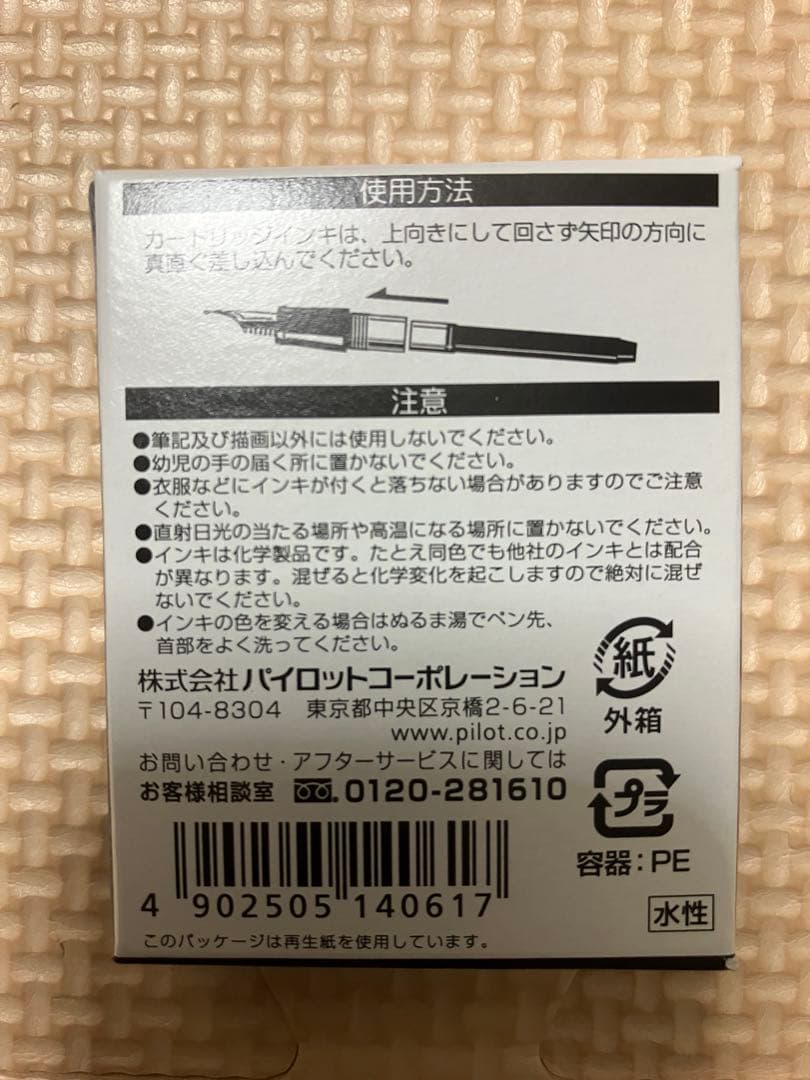 使用方法
カートリッジインキは、上向きにして回さず矢印の方向に
真直ぐ差し込んでください。
注意
●筆記及び描画以外には使用しないでください。
●幼児の手の届く所に置かないでください。
●衣服などにインキが付くと落ちない場合がありますのでご注意
ください。
●直射日光の当たる場所や高温になる場所に置かないでください。
●インキは化学製品です。たとえ同色でも他社のインキとは配合
が異なります。混ぜると化学変化を起こしますので絶対に混ぜ
ないでください。
●インキの色を変える場合はぬるま湯でペン先、
首部をよく洗ってください。
株式会社 パイロットコーポレーション
〒104-8304 東京都中央区京橋2-6-21
www.pilot.co.jp
お問い合わせ・アフターサービスに関しては
お客様相談室 0120-281610
紙
外箱
プラ
容器：PE
4 902505 140617
水性
このパッケージは再生紙を使用しています。